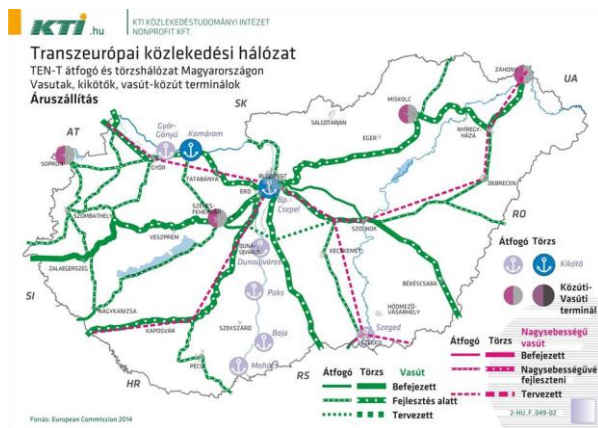 KTI.hu
KTI KÖZLEKEDÉSTUDOMÁNYI INTÉZET
NONPROFIT KFT.
Transzeurópai közlekedési hálózat
TEN-T átfogó és törzshálózat Magyarországon
Vasutak, kikötők, vasút-közút terminálok
Áruszállítás
UA
ZÁHONY
SK
MISKOLC
SALGÓTARJÁN
NYÍREGY-
HÁZA
EGER
AT
Győr-
Gönyű
Komárom
SOPRON
GYŐR
TATABÁNYA
BUDAPEST
ÉRD
Bp.-
Csepel
DEBRECEN
SZOMBATHELY
SZÉKES-
FEHÉRVÁR
RO
SZOLNOK
VESZPRÉM
DUNA-
ÚJVÁROS
Dunaújváros
KECSKEMÉT
ZALAEGERSZEG
SI
Paks
BÉKÉSCSABA
NAGYKANIZSA
HÓDMEZŐ-
VÁSÁRHELY
KAPOSVÁR
SZEKSZÁRD
Szeged
SZEGED
Baja
PÉCS
Mohács
HR
RS
Átfogó Törzs
Kikötő
Közúti-
Vasúti
terminál
Átfogó Törzs Nagysebességű
vasút
Befejezett
Nagysebességűvé
fejleszteni
Tervezett
Átfogó Törzs Vasút
Befejezett
Fejlesztés alatt
Tervezett
Forrás: European Commission 2014
2-HU_F_049-02